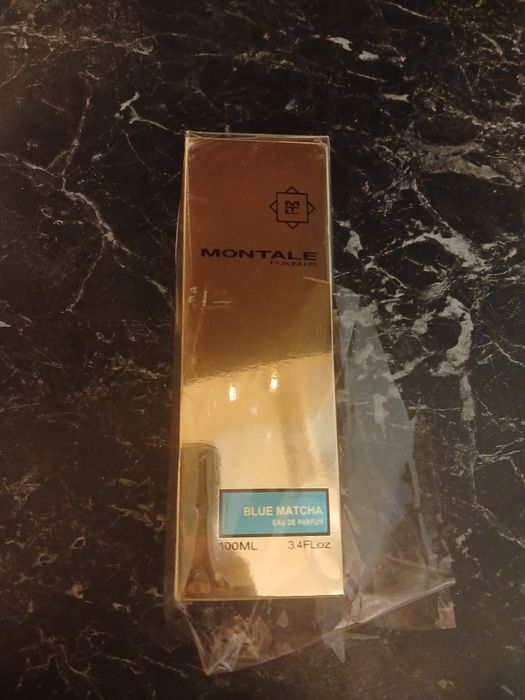 MONTALE
PARIS
BLUE MATCHA
EAU DE PARFUM
100ML 3.4FLoz